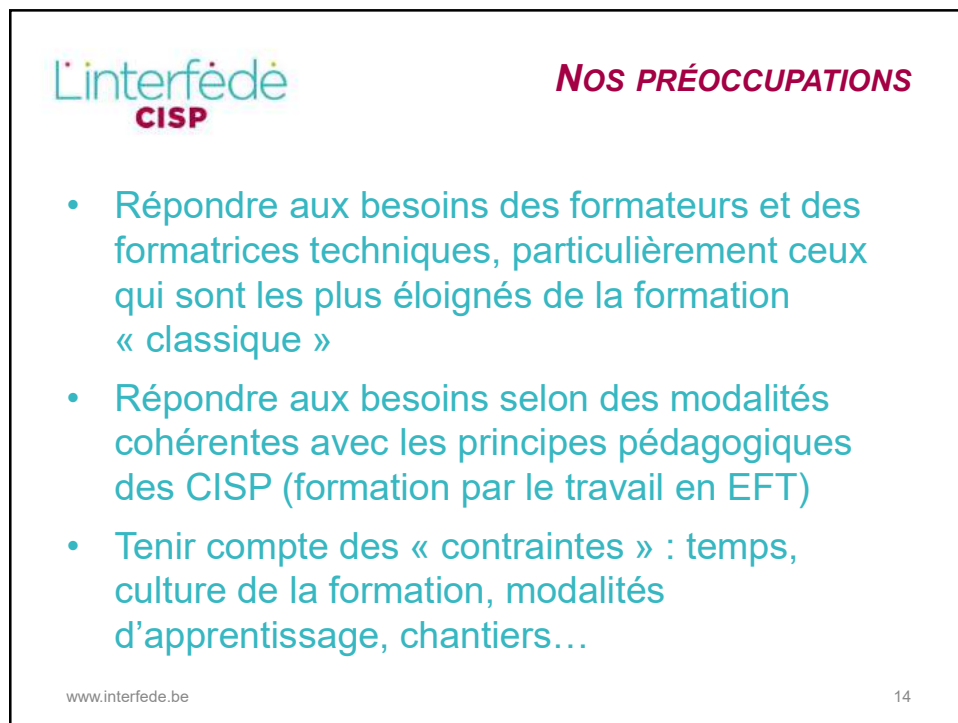 L'interfédé
CISP
NOS PRÉOCCUPATIONS
• Répondre aux besoins des formateurs et des
formatrices techniques, particulièrement ceux
qui sont les plus éloignés de la formation
« classique »
• Répondre aux besoins selon des modalités
cohérentes avec les principes pédagogiques
des CISP (formation par le travail en EFT)
• Tenir compte des « contraintes » : temps,
culture de la formation, modalités
d'apprentissage, chantiers…
www.interfede.be
14